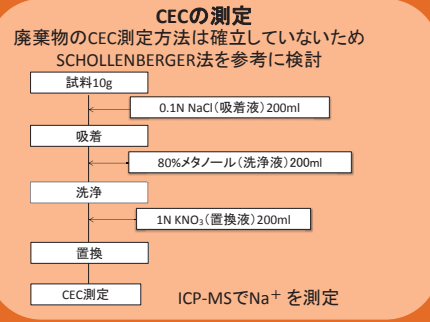 CECの測定
廃棄物のCEC測定方法は確立していないため
SCHOLLENBERGER法を参考に検討
試料10g
0.1N NaCl(吸着液)200ml
吸着
80%メタノール(洗浄液)200ml
洗浄
1N KNO₃(置換液)200ml
置換
CEC測定
ICP-MSでNa⁺ を測定